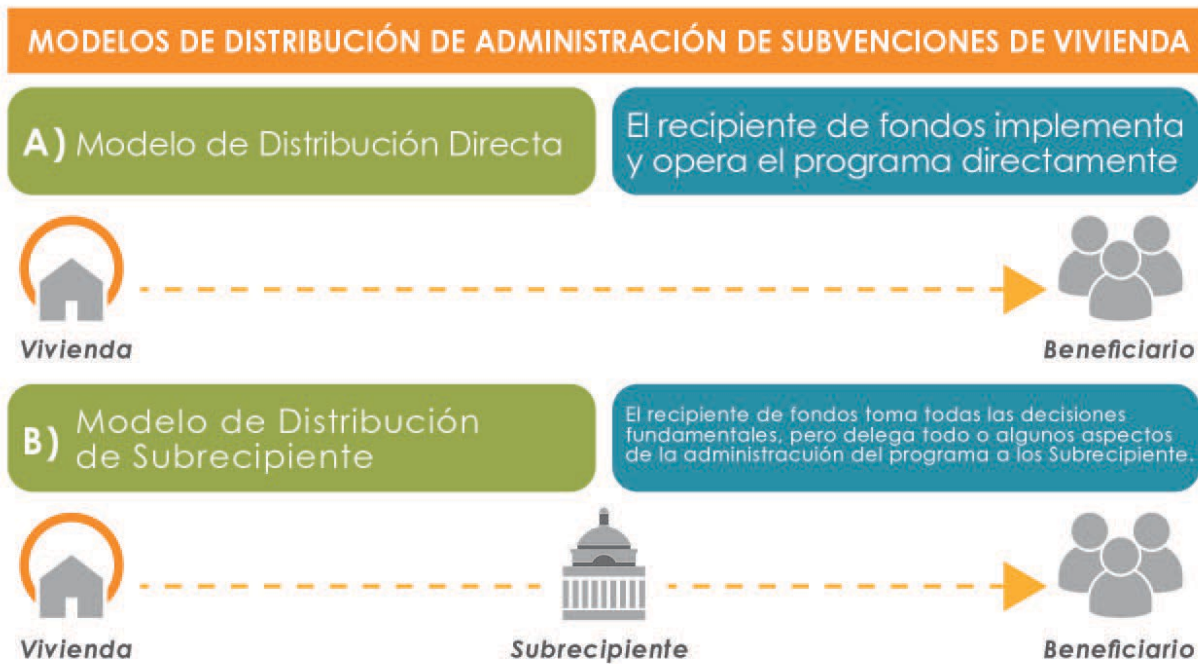 MODELOS DE DISTRIBUCIÓN DE ADMINISTRACIÓN DE SUBVENCIONES DE VIVIENDA
A) Modelo de Distribución Directa
El recipiente de fondos implementa
y opera el programa directamente
Vivienda
Beneficiario
B) Modelo de Distribución
de Subrecipiente
El recipiente de fondos toma todas las decisiones
fundamentales, pero delega todo o algunos aspectos
de la administracuión del programa a los Subrecipiente.
Vivienda
Subrecipiente
Beneficiario